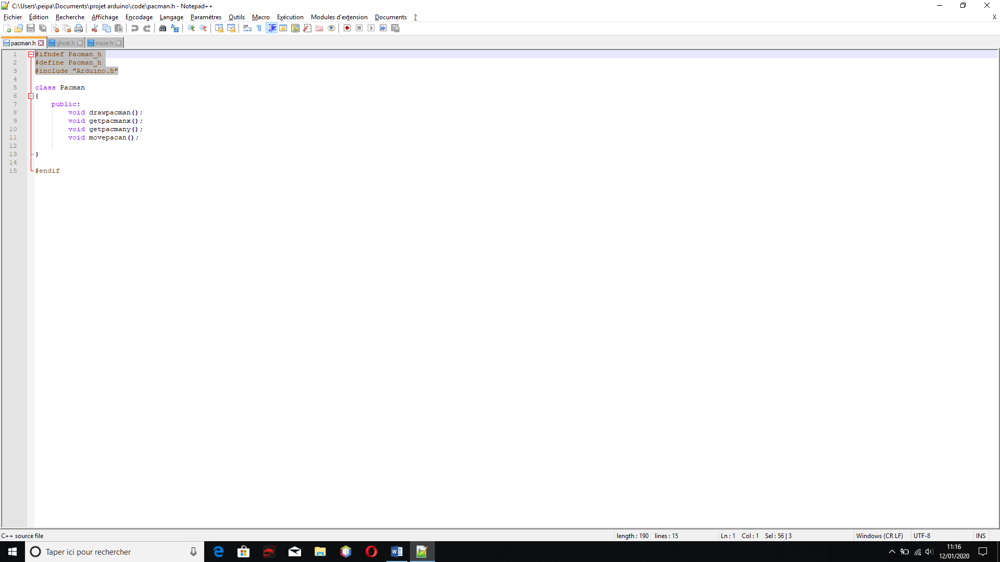 C:\Users\peipa\Documents\projet arduino\code\pacman.h - Notepad++
Fichier Édition Recherche Affichage Encodage Langage Paramètres Outils Macro Exécution Modules d'extension Documents ? X
pacman.h ghost.h maze.h
1 #ifndef Pacman_h
2 #define Pacman_h
3 #include "Arduino.h"
4
5 class Pacman
6 {
7 public:
8 void drawpacman();
9 void getpacmanx();
10 void getpacmany();
11 void movepacan();
12
13 }
14
15 #endif
C++ source file length : 190 lines : 15 Ln : 1 Col : 1 Sel : 56 | 3 Windows (CR LF) UTF-8 INS
Taper ici pour rechercher
11:16
12/01/2020